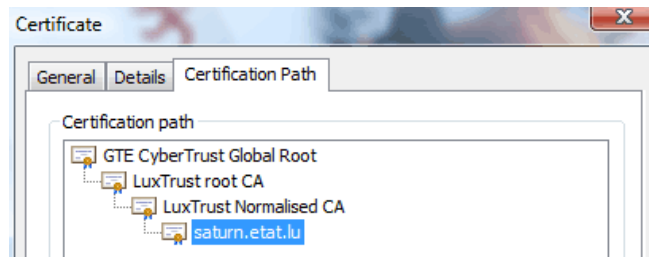 Certificate
General Details Certification Path
Certification path
GTE CyberTrust Global Root
LuxTrust root CA
LuxTrust Normalised CA
saturn.etat.lu